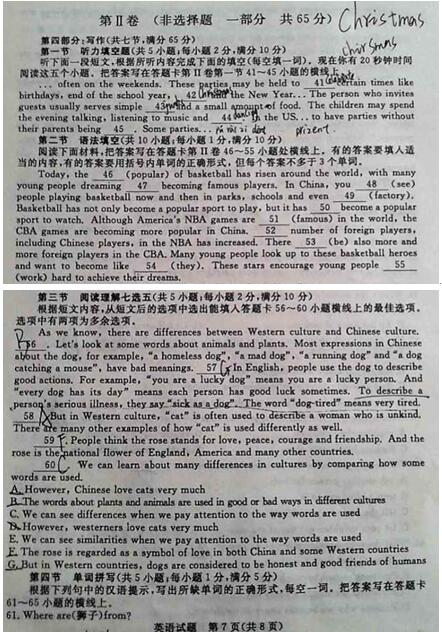 第Ⅱ卷 (非选择题 一部分 共65分) Christmas
第四部分:写作(共七节,满分65分)
第一节 听力填空题(共5小题;每小题2分,满分10分)
听下面一段短文,根据所听内容完成下面的填空(每空填一词)。现在你有20秒钟时间
阅读这五个小题。把答案写在答题卡第Ⅱ卷第一节41~45小题的横线上。
... often on the weekends. These parties may be held to 41 certain times like
birthdays, end of the school year, 42 or the New Year... The person who invites
guests usually serves simple 43 and a small amount of food. The children may spend
the evening talking, listening to music and 44 In the US... to have parties without
their parents being 45 . Some parties...
第二节 语法填空(共10小题;每小题1分,满分10分)
阅读下面材料,把答案写在答题卡第Ⅱ卷46~55小题处横线上。有的答案要填入适
当的内容,有的答案要用括号内单词的正确形式,但每个答案不多于3个单词。
Today, the 46 (popular) of basketball has risen around the world, with many
young people dreaming 47 becoming famous players. In China, you 48 (see)
people playing basketball now and then in parks, schools and even 49 (factory).
Basketball has not only become a popular sport to play, but it has 50 become a popular
sport to watch. Although America's NBA games are 51 (famous) in the world, the
CBA games are becoming more popular in China. 52 number of foreign players,
including Chinese players, in the NBA has increased. There 53 (be) also more and
more foreign players in the CBA. Many young people look up to these basketball heroes
and want to become like 54 (they). These stars encourage young people 55
(work) hard to achieve their dreams.
第三节 阅读理解七选五(共5小题;每小题2分,满分10分)
根据短文内容,从短文后的选项中选出能填入答题卡56~60小题横线上的最佳选项。
选项中有两项为多余选项。
As we know, there are differences between Western culture and Chinese culture.
B 56 . Let's look at some words about animals and plants. Most expressions in Chinese
about the dog, for example, "a homeless dog", "a mad dog", "a running dog" and "a dog
catching a mouse", have bad meanings. 57 G In English, people use the dog to describe
good actions. For example, "you are a lucky dog" means you are a lucky person. And
"every dog has its day" means each person has good luck sometimes. To describe a
person's serious illness, they say "sick as a dog". The word "dog-tired" means very tired.
58 A But in Western culture, "cat" is often used to describe a woman who is unkind.
There are many other examples of how "cat" is used differently as well.
59 F. People think the rose stands for love, peace, courage and friendship. And the
rose is the national flower of England, America and many other countries.
60 C We can learn about many differences in cultures by comparing how some
words are used.
A. However, Chinese love cats very much
B. The words about plants and animals are used in good or bad ways in different cultures
C. We can see differences when we pay attention to the way words are used
D. However, westerners love cats very much
E. We can see similarities when we pay attention to the way words are used
F. The rose is regarded as a symbol of love in both China and some Western countries
G. But in Western countries, dogs are considered to be honest and good friends of humans
第四节 单词拼写(共5小题;每小题1分,满分5分)
根据下列句中的汉语提示,写出所缺单词的正确形式,每空一词。把答案写在答题卡
61~65小题的横线上。
61. Where are(狮子)from?
英语试题 第7页(共8页)